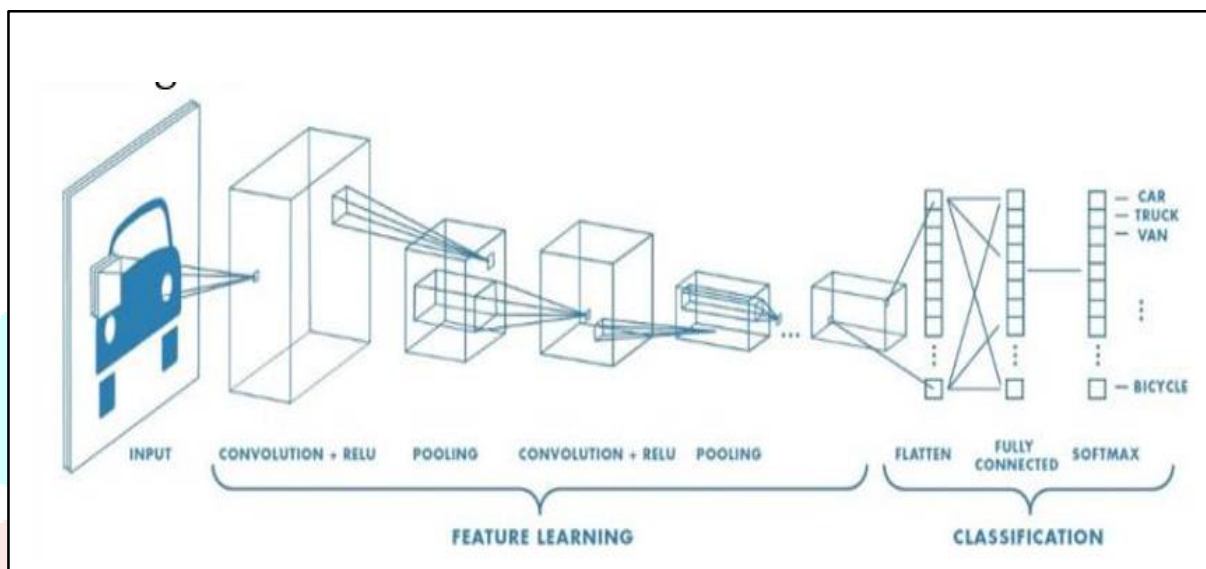 CAR
TRUCK
VAN
BICYCLE
INPUT CONVOLUTION + RELU POOLING CONVOLUTION + RELU POOLING FLATTEN FULLY CONNECTED SOFTMAX
FEATURE LEARNING CLASSIFICATION